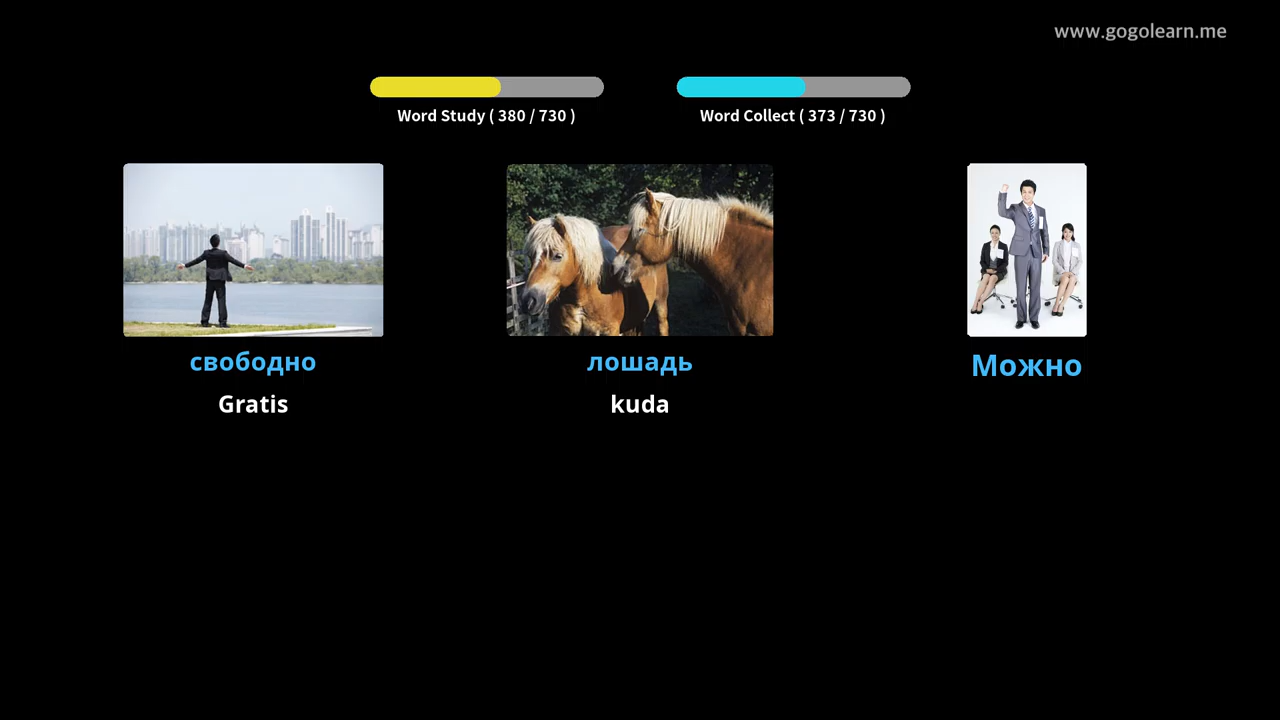 www.gogolearn.me
Word Study ( 380 / 730 )
Word Collect ( 373 / 730 )
свободно
лошадь
Можно
Gratis
kuda